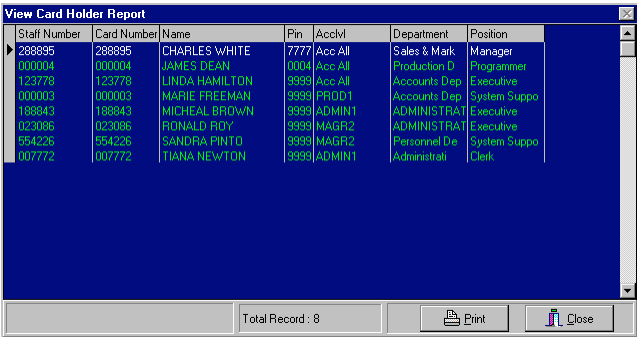 View Card Holder Report
Staff Number Card Number Name Pin Acclvl Department Position
288895 288895 CHARLES WHITE 7777 Acc All Sales & Mark Manager
000004 000004 JAMES DEAN 0004 Acc All Production D Programmer
123778 123778 LINDA HAMILTON 9999 Acc All Accounts Dep Executive
000003 000003 MARIE FREEMAN 9999 PROD1 Accounts Dep System Suppo
188843 188843 MICHEAL BROWN 9999 ADMIN1 ADMINISTRAT Executive
023086 023086 RONALD ROY 9999 MAGR2 ADMINISTRAT Executive
554226 554226 SANDRA PINTO 9999 MAGR2 Personnel De System Suppo
007772 007772 TIANA NEWTON 9999 ADMIN1 Administrati Clerk
Total Record : 8 Print Close